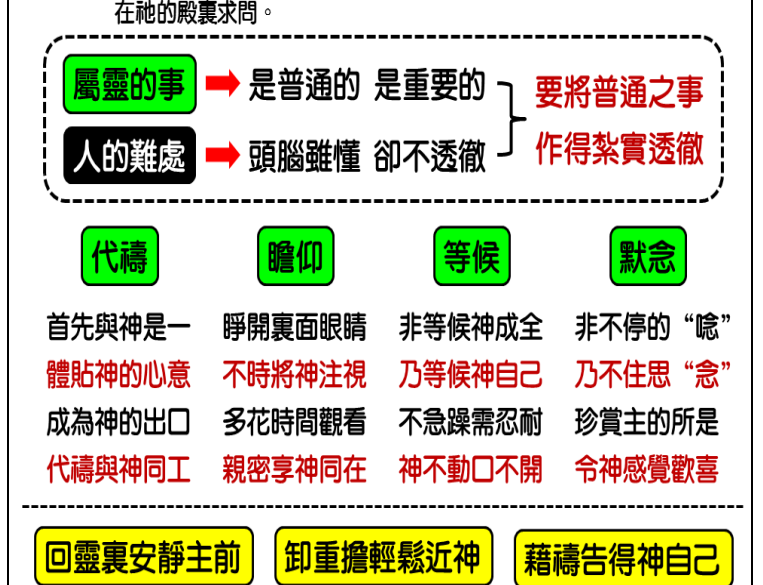 在祂的殿裏求問。
屬靈的事 是普通的 是重要的
要將普通之事
人的難處 頭腦雖懂 卻不透徹
作得紮實透徹
代禱 瞻仰 等候 默念
首先與神是一 睜開裏面眼睛 非等候神成全 非不停的“唸”
體貼神的心意 不時將神注視 乃等候神自己 乃不住思“念”
成為神的出口 多花時間觀看 不急躁需忍耐 珍賞主的所是
代禱與神同工 親密享神同在 神不動口不開 令神感覺歡喜
回靈裏安靜主前 卸重擔輕鬆近神 藉禱告得神自己